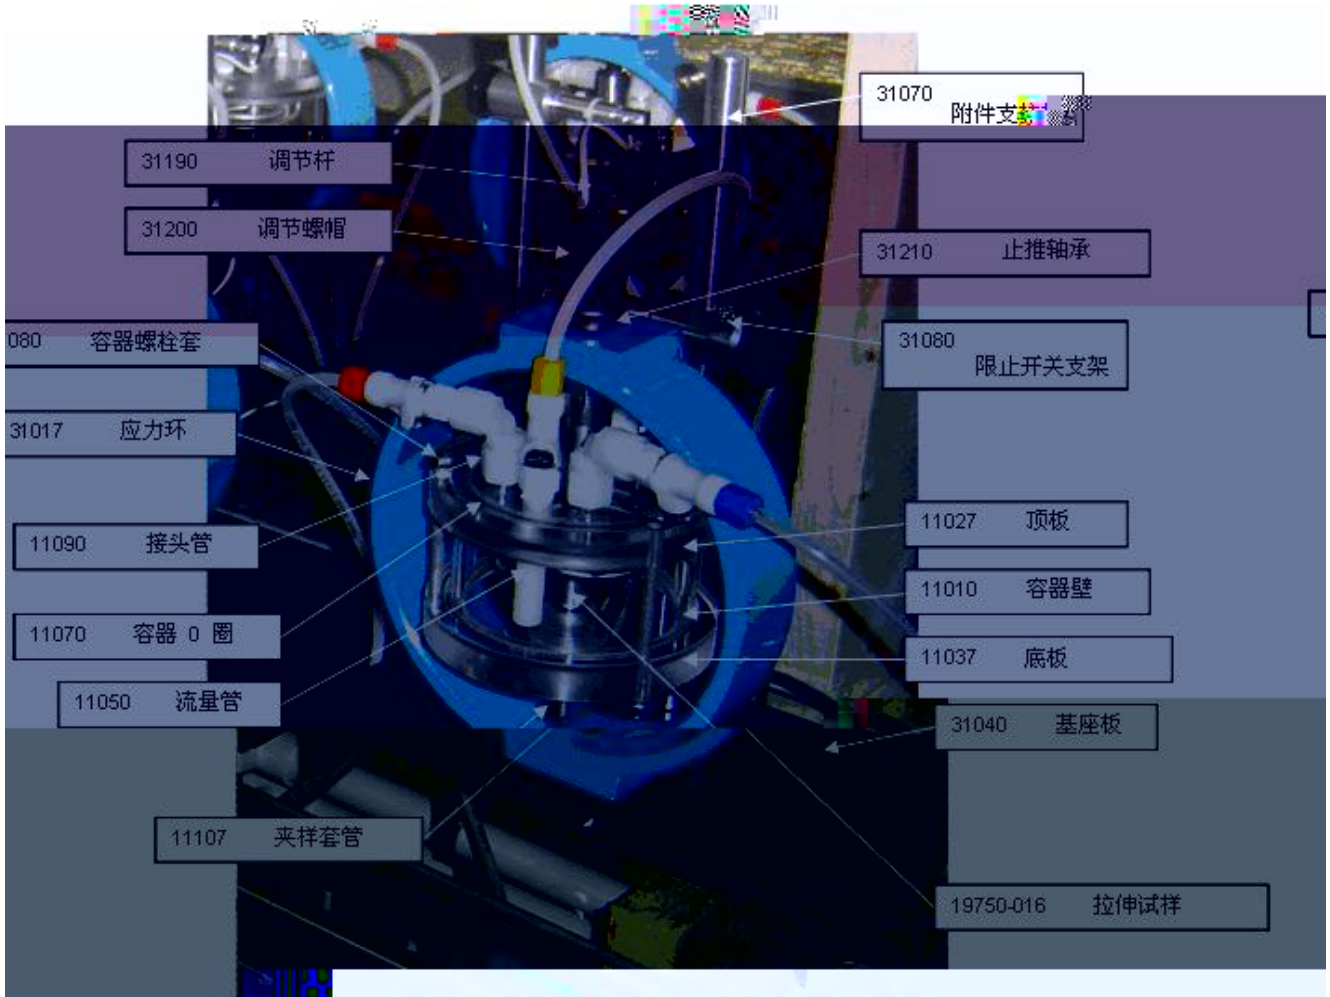 31070
附件支
31190 调节杆
31200 调节螺帽
31210 止推轴承
080 容器螺栓套
31080
限止开关支架
31017 应力环
11027 顶板
11090 接头管
11010 容器壁
11070 容器 0 圈
11037 底板
11050 流量管
31040 基座板
11107 夹样套管
19750-016 拉伸试样